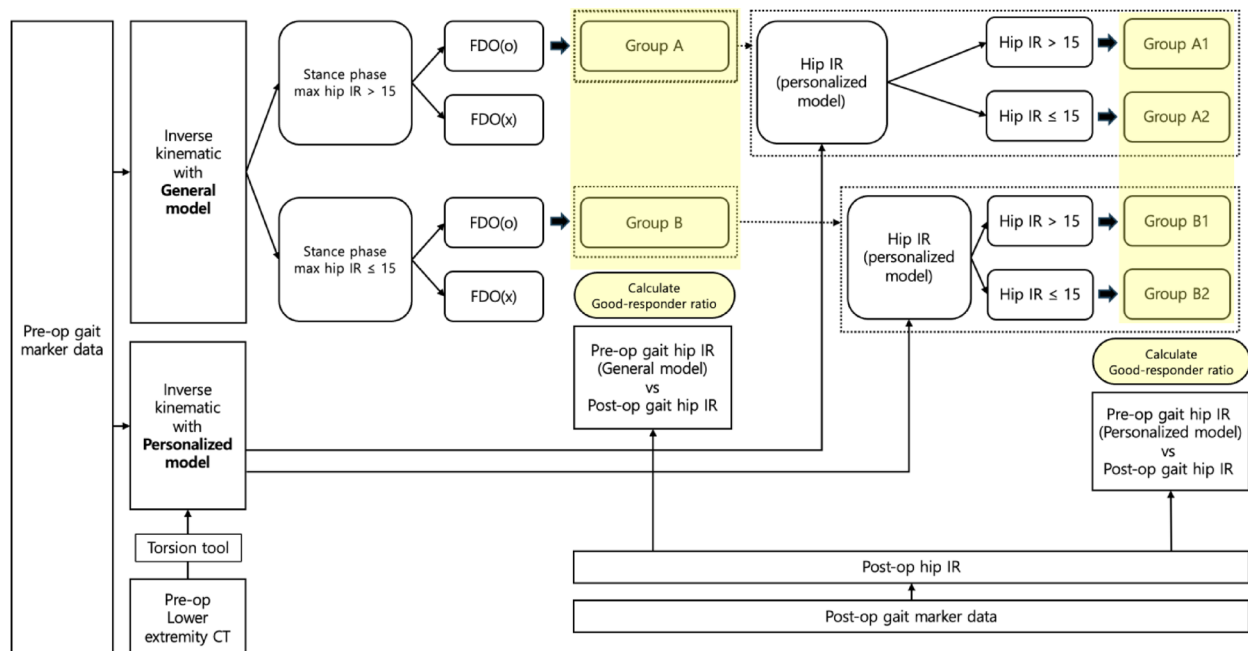 Pre-op gait
marker data
Inverse
kinematic
with
General
model
Inverse
kinematic
with
Personalized
model
Torsion tool
Pre-op
Lower
extremity CT
Stance phase
max hip IR > 15
FDO(o)
FDO(x)
Stance phase
max hip IR ≤ 15
FDO(o)
FDO(x)
Group A
Group B
Calculate
Good-responder ratio
Pre-op gait hip IR
(General model)
vs
Post-op gait hip IR
Hip IR
(personalized
model)
Hip IR > 15
Hip IR ≤ 15
Group A1
Group A2
Hip IR
(personalized
model)
Hip IR > 15
Hip IR ≤ 15
Group B1
Group B2
Calculate
Good-responder ratio
Pre-op gait hip IR
(Personalized model)
vs
Post-op gait hip IR
Post-op hip IR
Post-op gait marker data